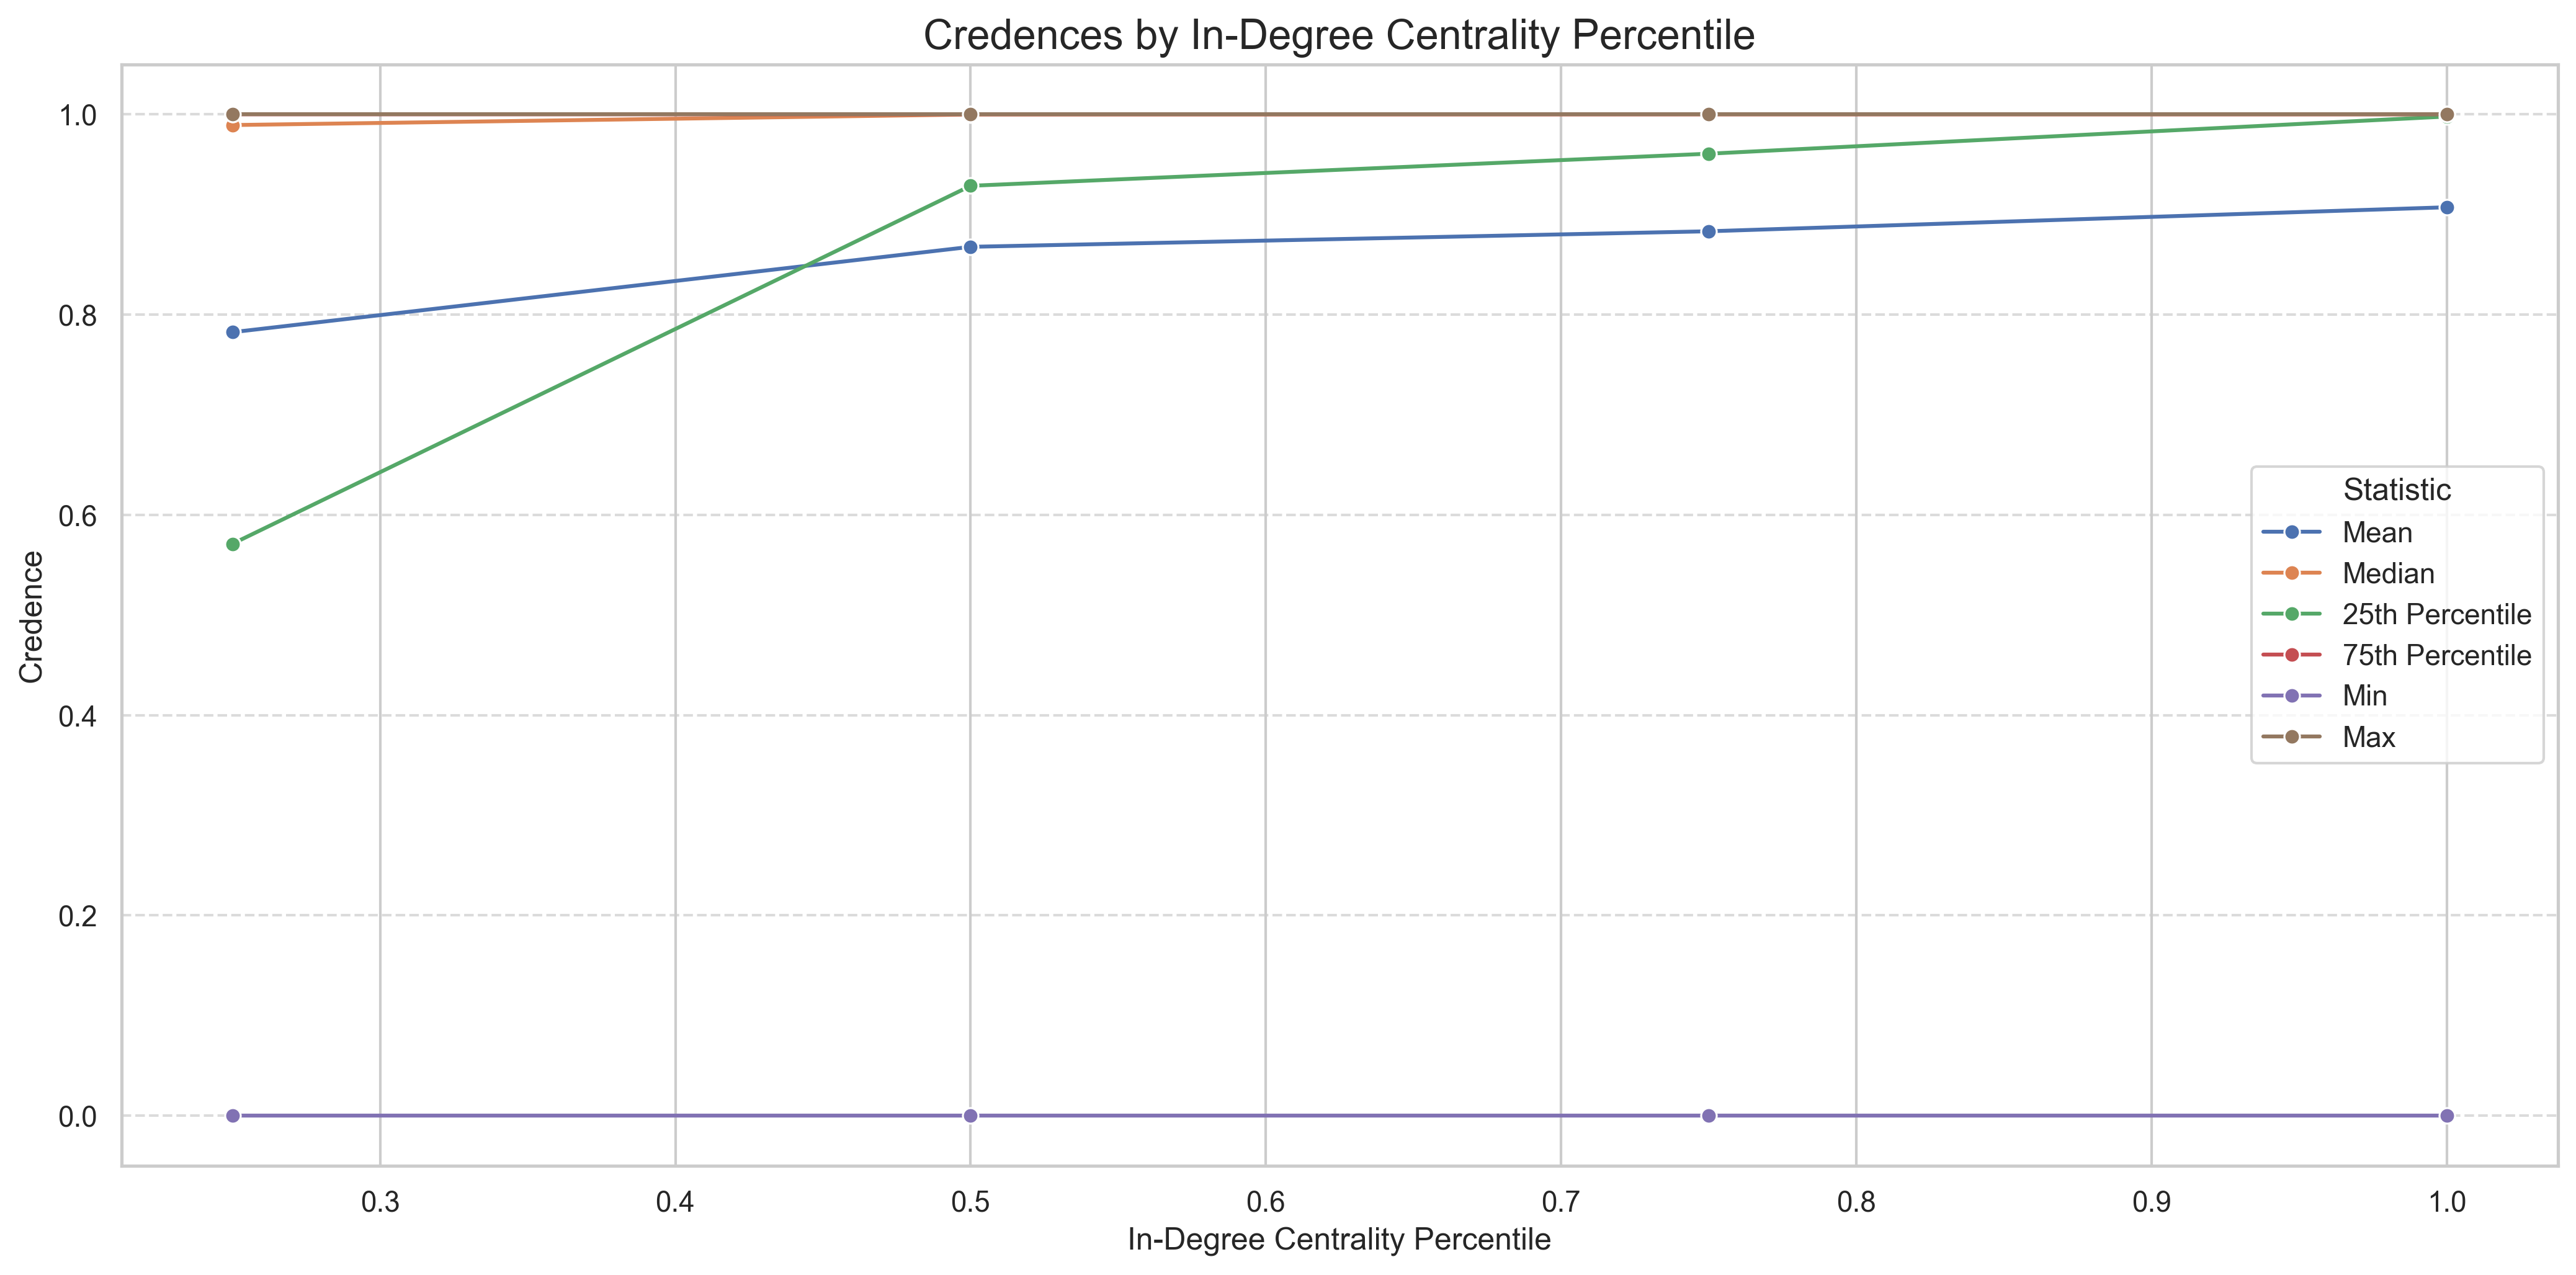 Credences by In-Degree Centrality Percentile
1.0
0.8
0.6
0.4
0.2
0.0
Credence
Statistic
Mean
Median
25th Percentile
75th Percentile
Min
Max
0.3 0.4 0.5 0.6 0.7 0.8 0.9 1.0
In-Degree Centrality Percentile